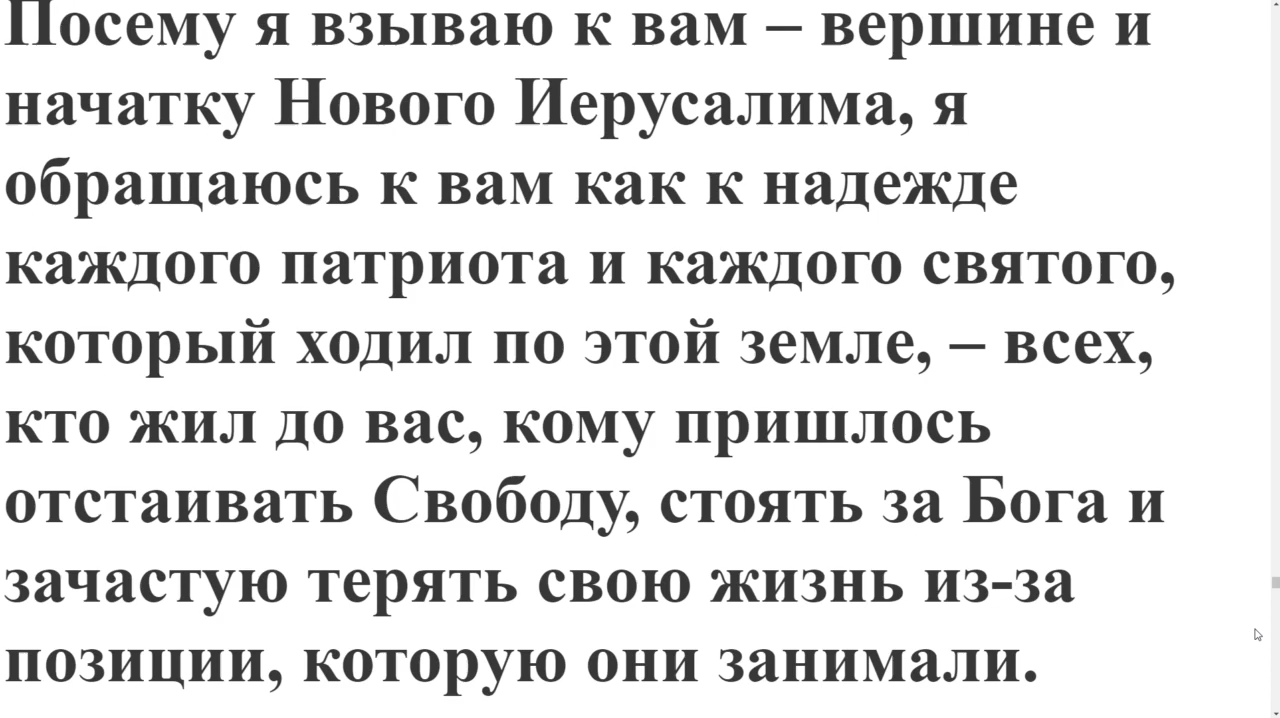 Посему я взываю к вам – вершине и
начатку Нового Иерусалима, я
обращаюсь к вам как к надежде
каждого патриота и каждого святого,
который ходил по этой земле, – всех,
кто жил до вас, кому пришлось
отстаивать Свободу, стоять за Бога и
зачастую терять свою жизнь из-за
позиции, которую они занимали.